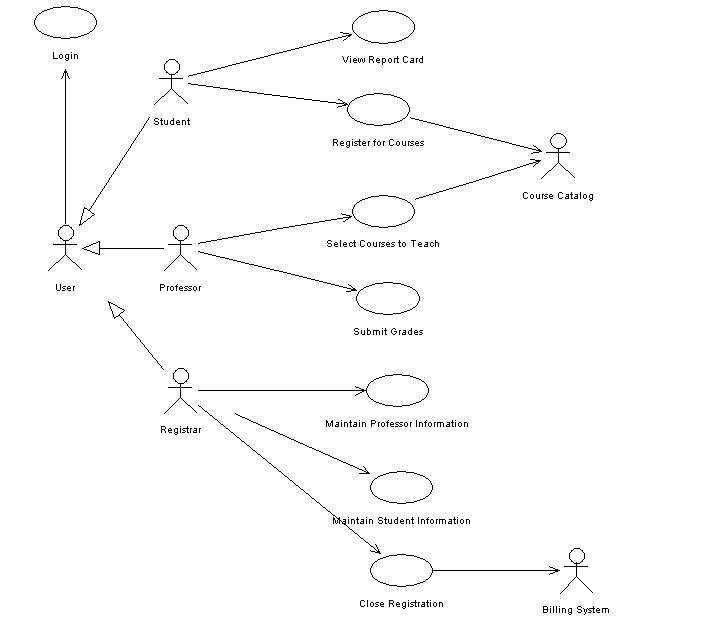 Login
View Report Card
Student
Register for Courses
Course Catalog
Select Courses to Teach
User
Professor
Submit Grades
Maintain Professor Information
Registrar
Maintain Student Information
Close Registration
Billing System